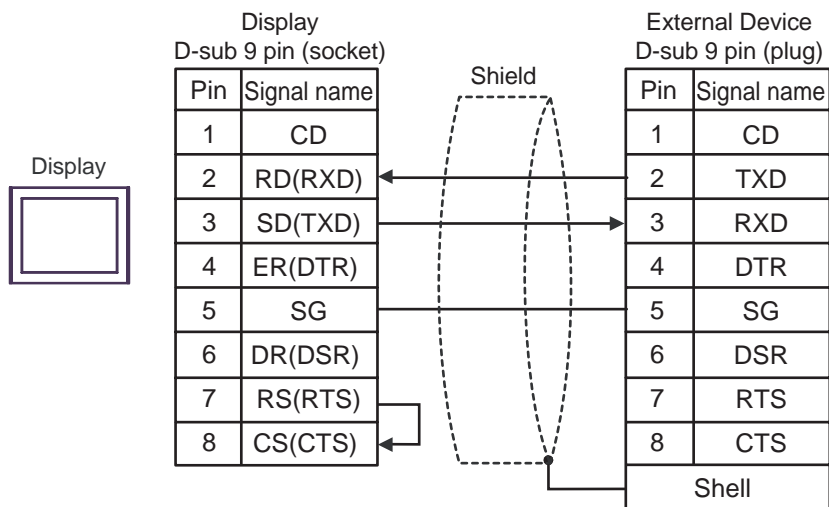 Display
D-sub 9 pin (socket)
External Device
D-sub 9 pin (plug)
Shield
Display
Pin Signal name
1 CD
2 RD(RXD)
3 SD(TXD)
4 ER(DTR)
5 SG
6 DR(DSR)
7 RS(RTS)
8 CS(CTS)
Pin Signal name
1 CD
2 TXD
3 RXD
4 DTR
5 SG
6 DSR
7 RTS
8 CTS
Shell